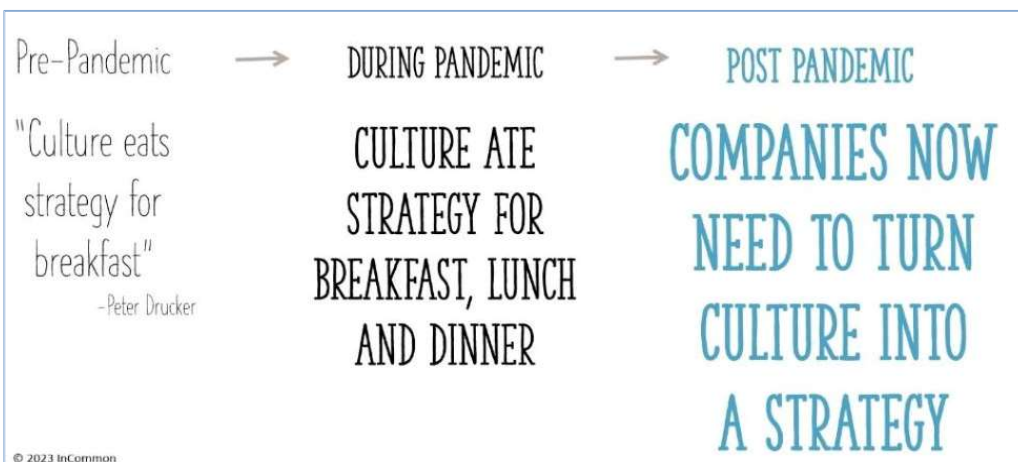 Pre-Pandemic → DURING PANDEMIC → POST PANDEMIC
"Culture eats
strategy for
breakfast"
-Peter Drucker
CULTURE ATE
STRATEGY FOR
BREAKFAST, LUNCH
AND DINNER
COMPANIES NOW
NEED TO TURN
CULTURE INTO
A STRATEGY
© 2023 InCommon